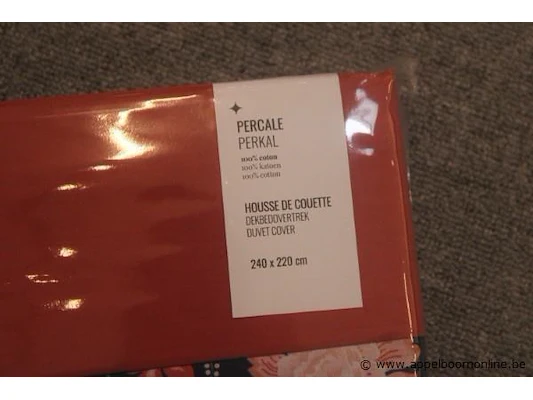 PERCALE
PERKAL
100% coton
100% katoen
100% cotton
HOUSSE DE COUETTE
DEKBEDOVERTREK
DUVET COVER
240 x 220 cm
© www.appelboomonline.be